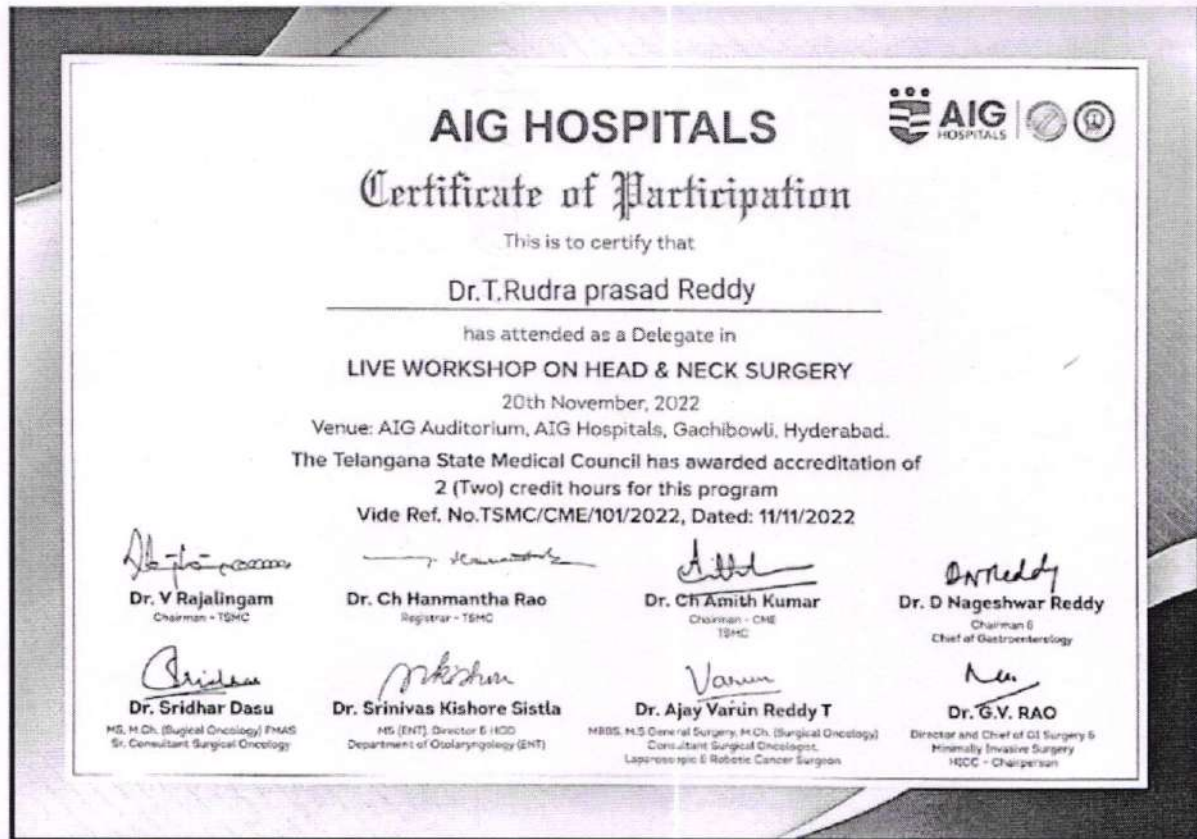 AIG HOSPITALS
AIG
HOSPITALS
Certificate of Participation
This is to certify that
Dr.T.Rudra prasad Reddy
has attended as a Delegate in
LIVE WORKSHOP ON HEAD & NECK SURGERY
20th November, 2022
Venue: AIG Auditorium, AIG Hospitals, Gachibowli, Hyderabad.
The Telangana State Medical Council has awarded accreditation of
2 (Two) credit hours for this program
Vide Ref. No.TSMC/CME/101/2022, Dated: 11/11/2022
Dr. V Rajalingam
Chairman - TSMC
Dr. Ch Hanmantha Rao
Registrar - TSMC
Dr. Ch Amith Kumar
Chairman - CME
TSMC
DNReddy
Dr. D Nageshwar Reddy
Chairman &
Chief of Gastroenterology
Sridhar
Dr. Sridhar Dasu
MS, M.Ch. (Sugical Oncology) FMAS
Sr. Consultant Surgical Oncology
Dr. Srinivas Kishore Sistla
MS (ENT), Director & HOD
Department of Otolaryngology (ENT)
Varun
Dr. Ajay Varun Reddy T
MBBS, M.S General Surgery, M.Ch. (Surgical Oncology)
Consultant Surgical Oncologist,
Laparoscopic & Robotic Cancer Surgeon
Dr. G.V. RAO
Director and Chief of GI Surgery &
Minimally Invasive Surgery
HICC - Chairperson